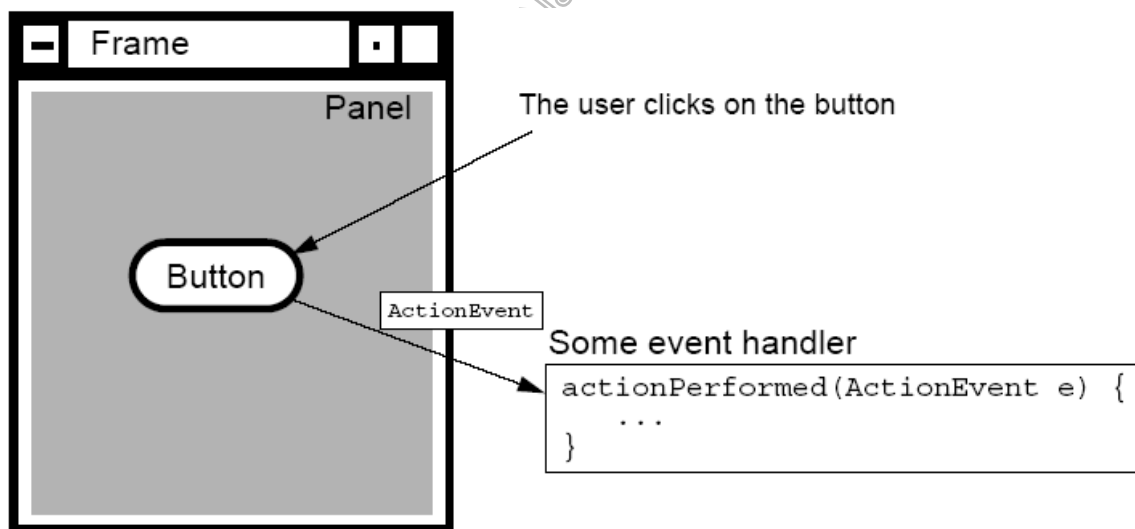 Frame
Panel
The user clicks on the button
Button
ActionEvent
Some event handler
actionPerformed(ActionEvent e) {
...
}